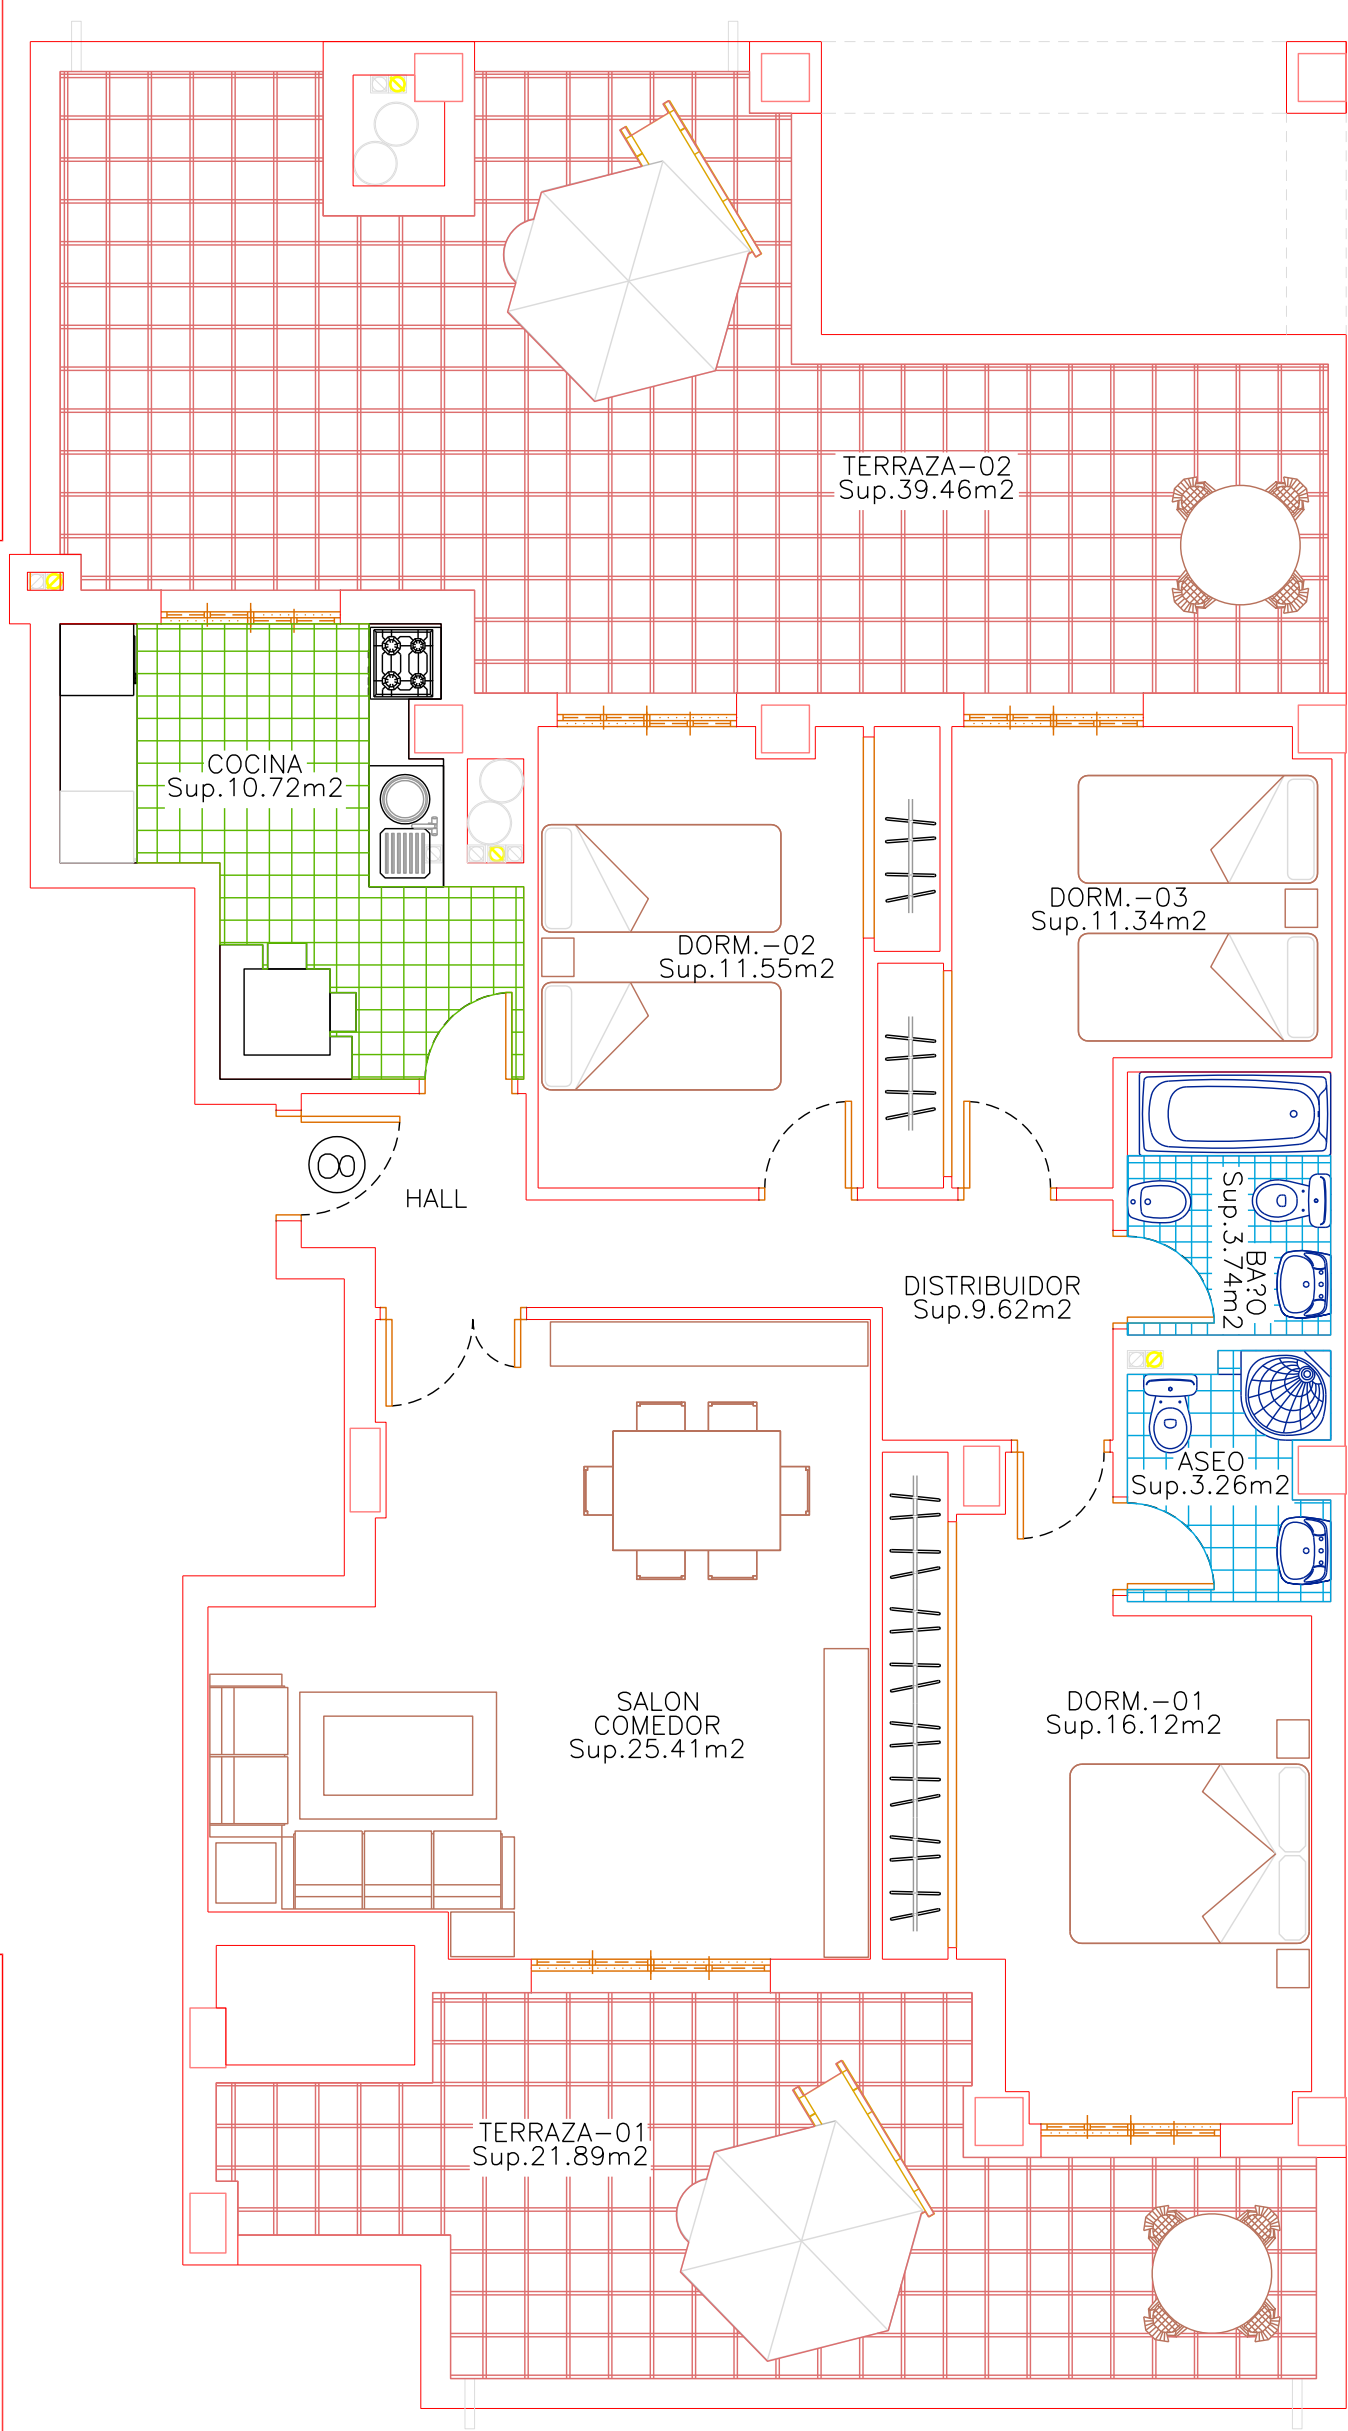 TERRAZA-02
Sup.39.46m2
COCINA
Sup.10.72m2
DORM.-03
Sup.11.34m2
DORM.-02
Sup.11.55m2
8
HALL
BA?O
Sup.3.74m2
DISTRIBUIDOR
Sup.9.62m2
ASEO
Sup.3.26m2
SALON
COMEDOR
Sup.25.41m2
DORM.-01
Sup.16.12m2
TERRAZA-01
Sup.21.89m2